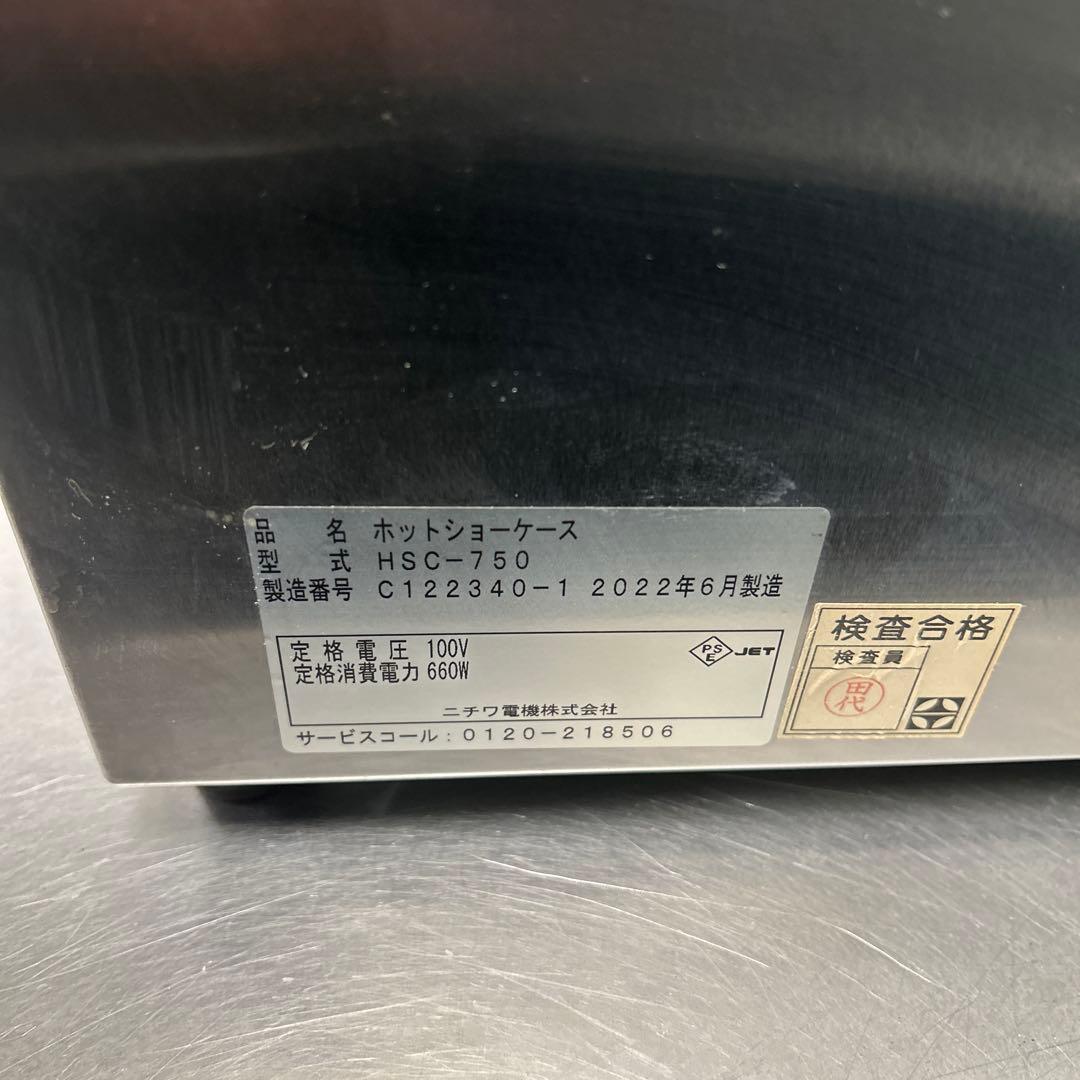 品名 ホットショーケース
型式 HSC-750
製造番号 C122340-1 2022年6月製造
定格電圧 100V
定格消費電力 660W
PSE JET
ニチワ電機株式会社
サービスコール:0120-218506
検査合格
検査員
田代